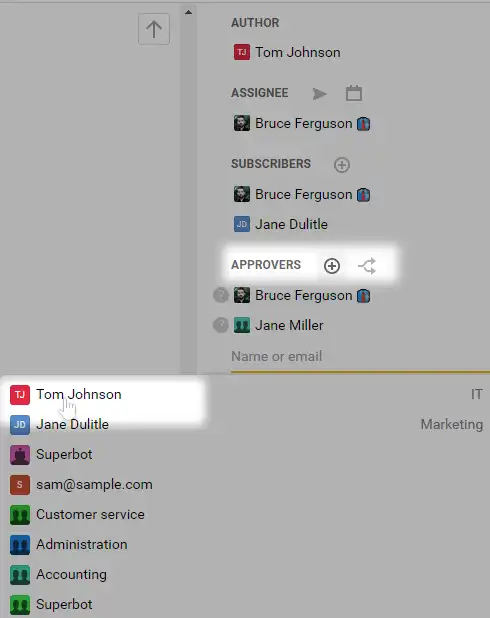 AUTHOR
TJ Tom Johnson
ASSIGNEE
Bruce Ferguson
SUBSCRIBERS
Bruce Ferguson
JD Jane Dulitle
APPROVERS
? Bruce Ferguson
? Jane Miller
Name or email
TJ Tom Johnson IT
JD Jane Dulitle Marketing
Superbot
S sam@sample.com
Customer service
Administration
Accounting
Superbot